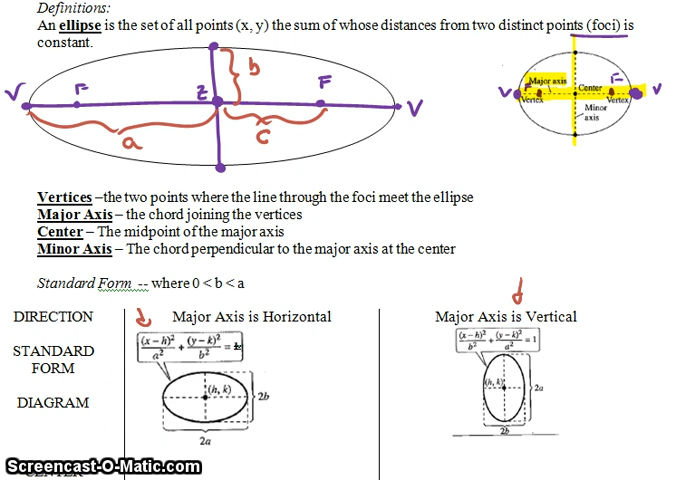 Definitions:
An ellipse is the set of all points (x, y) the sum of whose distances from two distinct points (foci) is
constant.
b
V F Z F V
a c
Major axis
F
V Center V
Vertex Vertex
Minor
axis
Vertices –the two points where the line through the foci meet the ellipse
Major Axis – the chord joining the vertices
Center – The midpoint of the major axis
Minor Axis – The chord perpendicular to the major axis at the center
Standard Form -- where 0 < b < a
DIRECTION Major Axis is Horizontal Major Axis is Vertical
STANDARD FORM (x – h)²/a² + (y – k)²/b² = (x – h)²/b² + (y – k)²/a² = 1
DIAGRAM (h, k) 2b (h, k) 2a
2a 2b
Screencast-O-Matic.com